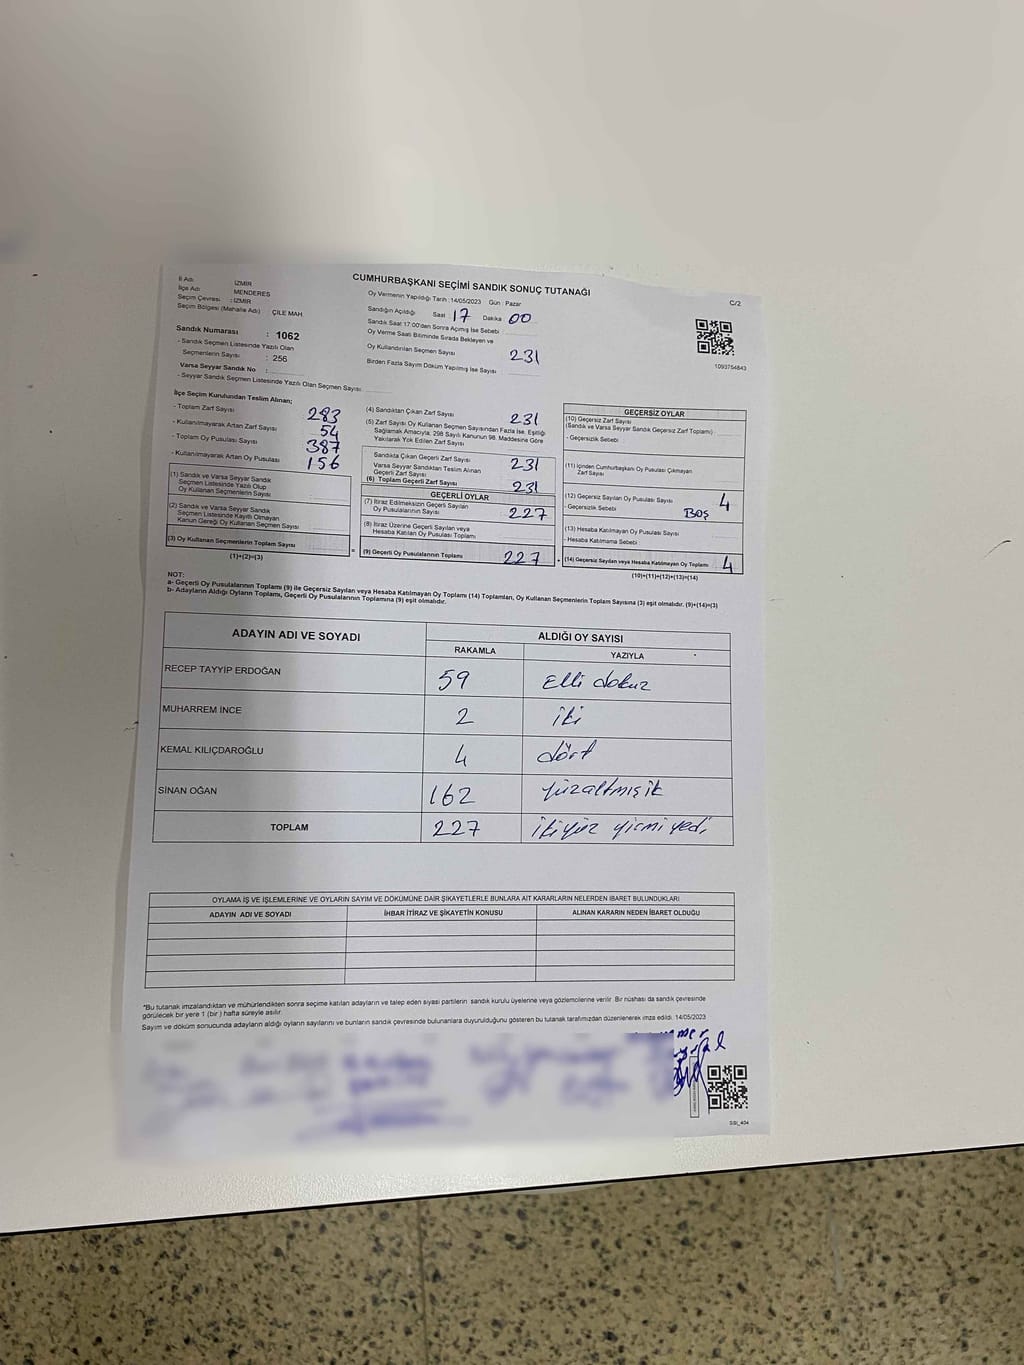 CUMHURBAŞKANI SEÇİMİ SANDIK SONUÇ TUTANAĞI
C/2
İl Adı : İZMİR
İlçe Adı : MENDERES
Seçim Çevresi : İZMİR
Seçim Bölgesi (Mahalle Adı) : ÇİLE MAH.
Sandık Numarası : 1062
- Sandık Seçmen Listesinde Yazılı Olan
Seçmenlerin Sayısı : 256
Varsa Seyyar Sandık No :
- Seyyar Sandık Seçmen Listesinde Yazılı Olan Seçmen Sayısı:
Oy Vermenin Yapıldığı Tarih :14/05/2023 Gün : Pazar
Sandığın Açıldığı Saat 17 Dakika 00
Sandık Saat 17:00'den Sonra Açılmış İse Sebebi
Oy Verme Saati Bitiminde Sırada Bekleyen ve
Oy Kullandırılan Seçmen Sayısı 231
Birden Fazla Sayım Döküm Yapılmış İse Sayısı
1093754843
İlçe Seçim Kurulundan Teslim Alınan;
- Toplam Zarf Sayısı 283
- Kullanılmayarak Artan Zarf Sayısı 54
- Toplam Oy Pusulası Sayısı 387
- Kullanılmayarak Artan Oy Pusulası 156
(1) Sandık ve Varsa Seyyar Sandık
Seçmen Listesinde Yazılı Olup
Oy Kullanan Seçmenlerin Sayısı
(2) Sandık ve Varsa Seyyar Sandık
Seçmen Listesinde Kayıtlı Olmayan
Kanun Gereği Oy Kullanan Seçmen Sayısı
(3) Oy Kullanan Seçmenlerin Toplam Sayısı
(1)+(2)=(3)
(4) Sandıktan Çıkan Zarf Sayısı 231
(5) Zarf Sayısı Oy Kullanan Seçmen Sayısından Fazla İse, Eşitliği
Sağlamak Amacıyla; 298 Sayılı Kanunun 98. Maddesine Göre
Yakılarak Yok Edilen Zarf Sayısı
Sandıkta Çıkan Geçerli Zarf Sayısı 231
Varsa Seyyar Sandıktan Teslim Alınan
Geçerli Zarf Sayısı
(6) Toplam Geçerli Zarf Sayısı 231
GEÇERLİ OYLAR
(7) İtiraz Edilmeksizin Geçerli Sayılan
Oy Pusulalarının Sayısı 227
(8) İtiraz Üzerine Geçerli Sayılan veya
Hesaba Katılan Oy Pusulası Toplamı
= (9) Geçerli Oy Pusulalarının Toplamı 227 +
GEÇERSİZ OYLAR
(10) Geçersiz Zarf Sayısı
(Sandık ve Varsa Seyyar Sandık Geçersiz Zarf Toplamı)
- Geçersizlik Sebebi
(11) İçinden Cumhurbaşkanı Oy Pusulası Çıkmayan
Zarf Sayısı
(12) Geçersiz Sayılan Oy Pusulası Sayısı 4
- Geçersizlik Sebebi BOŞ
(13) Hesaba Katılmayan Oy Pusulası Sayısı
- Hesaba Katılmama Sebebi
(14) Geçersiz Sayılan veya Hesaba Katılmayan Oy Toplamı 4
(10)+(11)+(12)+(13)=(14)
NOT:
a- Geçerli Oy Pusulalarının Toplamı (9) ile Geçersiz Sayılan veya Hesaba Katılmayan Oy Toplamı (14) Toplamları, Oy Kullanan Seçmenlerin Toplam Sayısına (3) eşit olmalıdır. (9)+(14)=(3)
b- Adayların Aldığı Oyların Toplamı, Geçerli Oy Pusulalarının Toplamına (9) eşit olmalıdır.
ADAYIN ADI VE SOYADI ALDIĞI OY SAYISI
RAKAMLA YAZIYLA
RECEP TAYYİP ERDOĞAN 59 Elli dokuz
MUHARREM İNCE 2 iki
KEMAL KILIÇDAROĞLU 4 dört
SİNAN OĞAN 162 yüzaltmışik
TOPLAM 227 ikiyüz yirmi yedi
OYLAMA İŞ VE İŞLEMLERİNE VE OYLARIN SAYIM VE DÖKÜMÜNE DAİR ŞİKAYETLERLE BUNLARA AİT KARARLARIN NELERDEN İBARET BULUNDUKLARI
ADAYIN ADI VE SOYADI İHBAR İTİRAZ VE ŞİKAYETİN KONUSU ALINAN KARARIN NEDEN İBARET OLDUĞU
*Bu tutanak imzalandıktan ve mühürlendikten sonra seçime katılan adayların ve talep eden siyasi partilerin sandık kurulu üyelerine veya gözlemcilerine verilir. Bir nüshası da sandık çevresinde
görülecek bir yere 1 (bir ) hafta süreyle asılır.
Sayım ve döküm sonucunda adayların aldığı oyların sayılarını ve bunların sandık çevresinde bulunanlara duyurulduğunu gösteren bu tutanak tarafımızdan düzenlenerek imza edildi. 14/05/2023
SSI_404